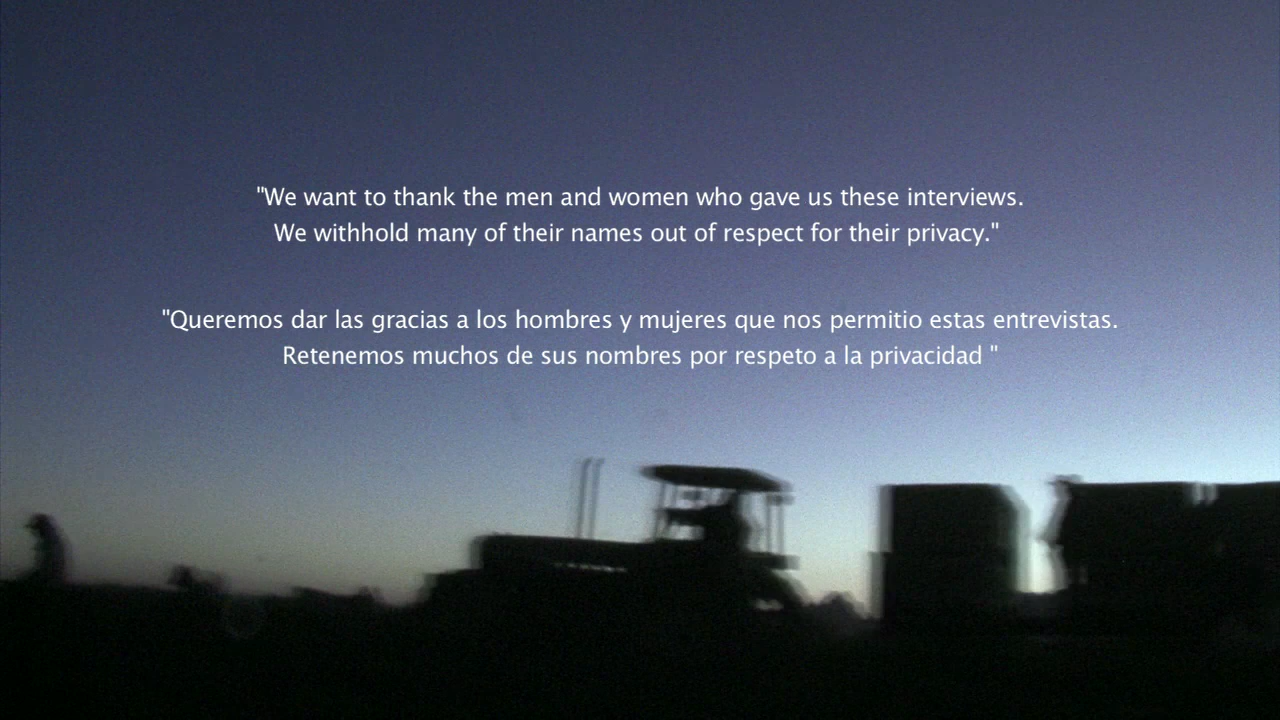 "We want to thank the men and women who gave us these interviews.
We withhold many of their names out of respect for their privacy."
"Queremos dar las gracias a los hombres y mujeres que nos permitio estas entrevistas.
Retenemos muchos de sus nombres por respeto a la privacidad "